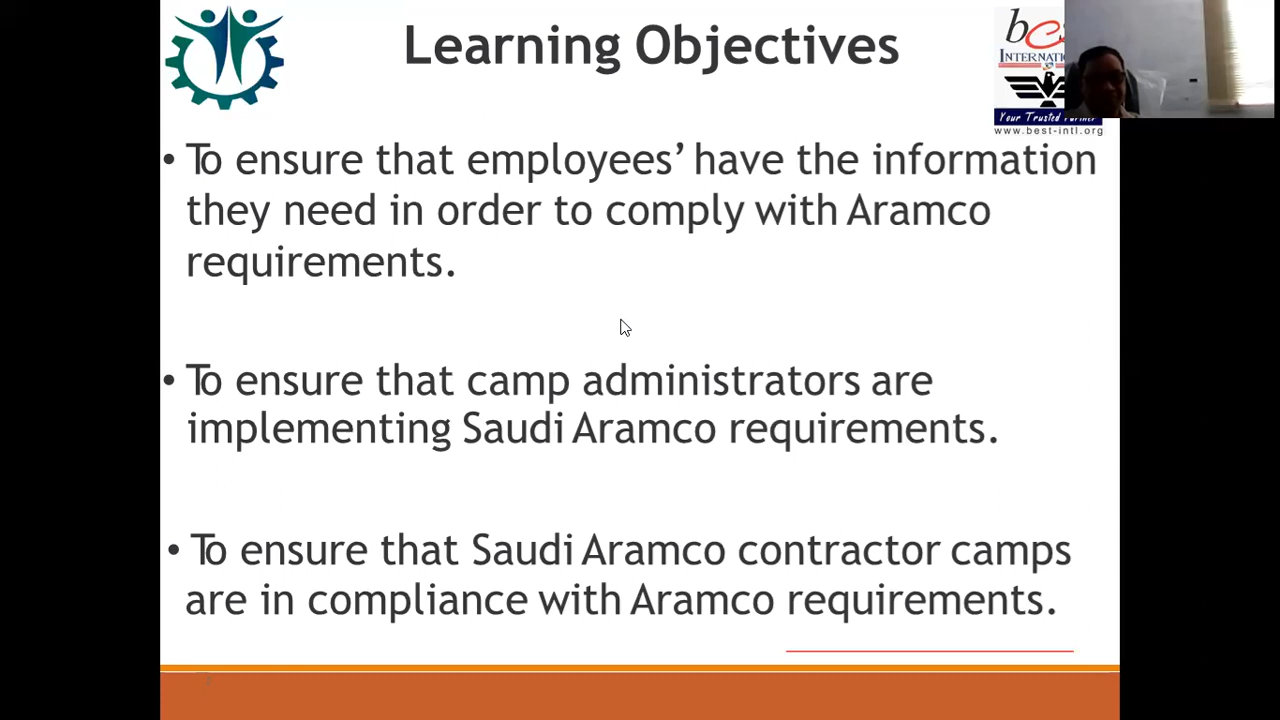 Learning Objectives
INTERNATIO
Your Trusted Partner
www.best-intl.org
• To ensure that employees’ have the information
they need in order to comply with Aramco
requirements.
• To ensure that camp administrators are
implementing Saudi Aramco requirements.
• To ensure that Saudi Aramco contractor camps
are in compliance with Aramco requirements.